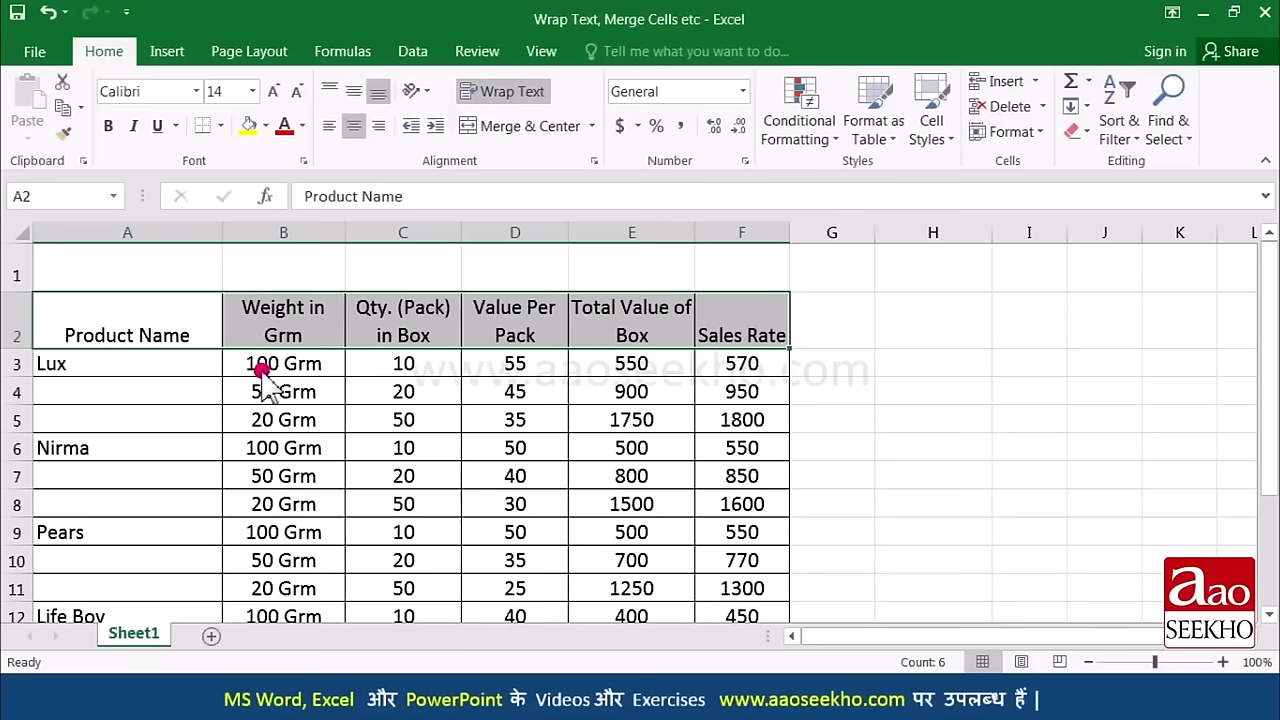 Wrap Text, Merge Cells etc - Excel
File Home Insert Page Layout Formulas Data Review View Tell me what you want to do... Sign in Share
Paste
Calibri 14
B I U
Wrap Text
Merge & Center
General
$ % ,
Conditional Formatting
Format as Table
Cell Styles
Insert
Delete
Format
Sort & Filter
Find & Select
Clipboard Font Alignment Number Styles Cells Editing
A2 fx Product Name
A B C D E F G H I J K L
1
2 Product Name Weight in Grm Qty. (Pack) in Box Value Per Pack Total Value of Box Sales Rate
3 Lux 100 Grm 10 55 550 570
www.aaoseekho.com
4 50 Grm 20 45 900 950
5 20 Grm 50 35 1750 1800
6 Nirma 100 Grm 10 50 500 550
7 50 Grm 20 40 800 850
8 20 Grm 50 30 1500 1600
9 Pears 100 Grm 10 50 500 550
10 50 Grm 20 35 700 770
11 20 Grm 50 25 1250 1300
12 Life Boy 100 Grm 10 40 400 450
aao
SEEKHO
Sheet1
Ready Count: 6 100%
MS Word, Excel और PowerPoint के Videos और Exercises www.aaoseekho.com पर उपलब्ध हैं |